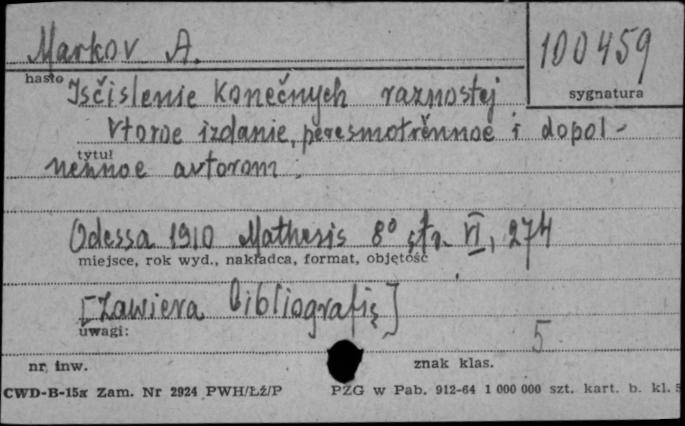 Markov A.
100459
hasło
sygnatura
Isčislenie konečnych raznostej
Vtoroe izdanie, peresmotrěnnoe i dopol-
tytuł
nennoe avtorom.
Odessa 1910 Mathesis 8° str. VI, 274
miejsce, rok wyd., nakładca, format, objętość
[Zawiera bibliografię]
uwagi:
5
nr. inw.
znak klas.
CWD-B-15a Zam. Nr 2924 PWH/Łź/P PZG w Pab. 912-64 1 000 000 szt. kart. b. kl. 5